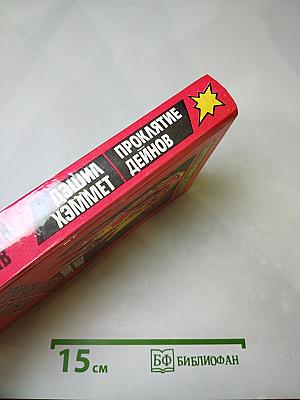 ДЭШИЛ
ХЭММЕТ
ПРОКЛЯТИЕ
ДЕЙНОВ
15 см
БФ БИБЛИОФАН